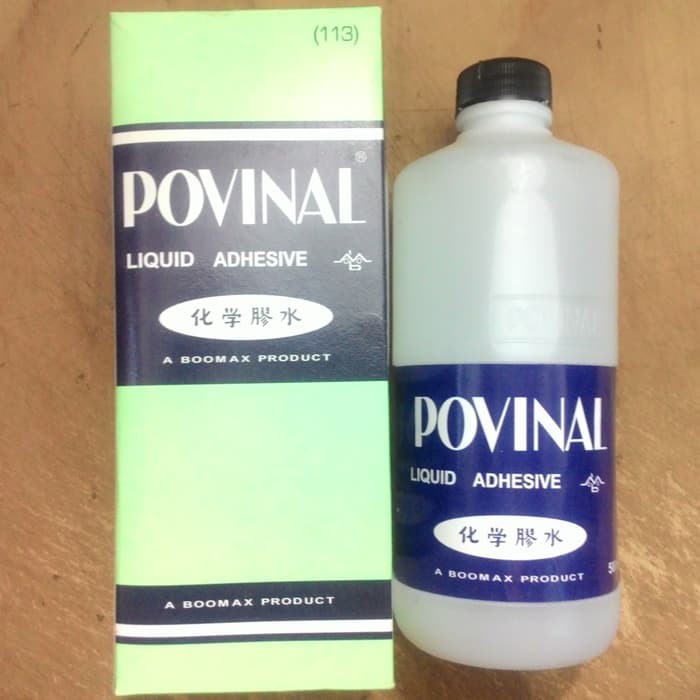 (113)
POVINAL®
LIQUID ADHESIVE
化学膠水
A BOOMAX PRODUCT
A BOOMAX PRODUCT
POVINAL
POVINAL
LIQUID ADHESIVE
化学膠水
A BOOMAX PRODUCT